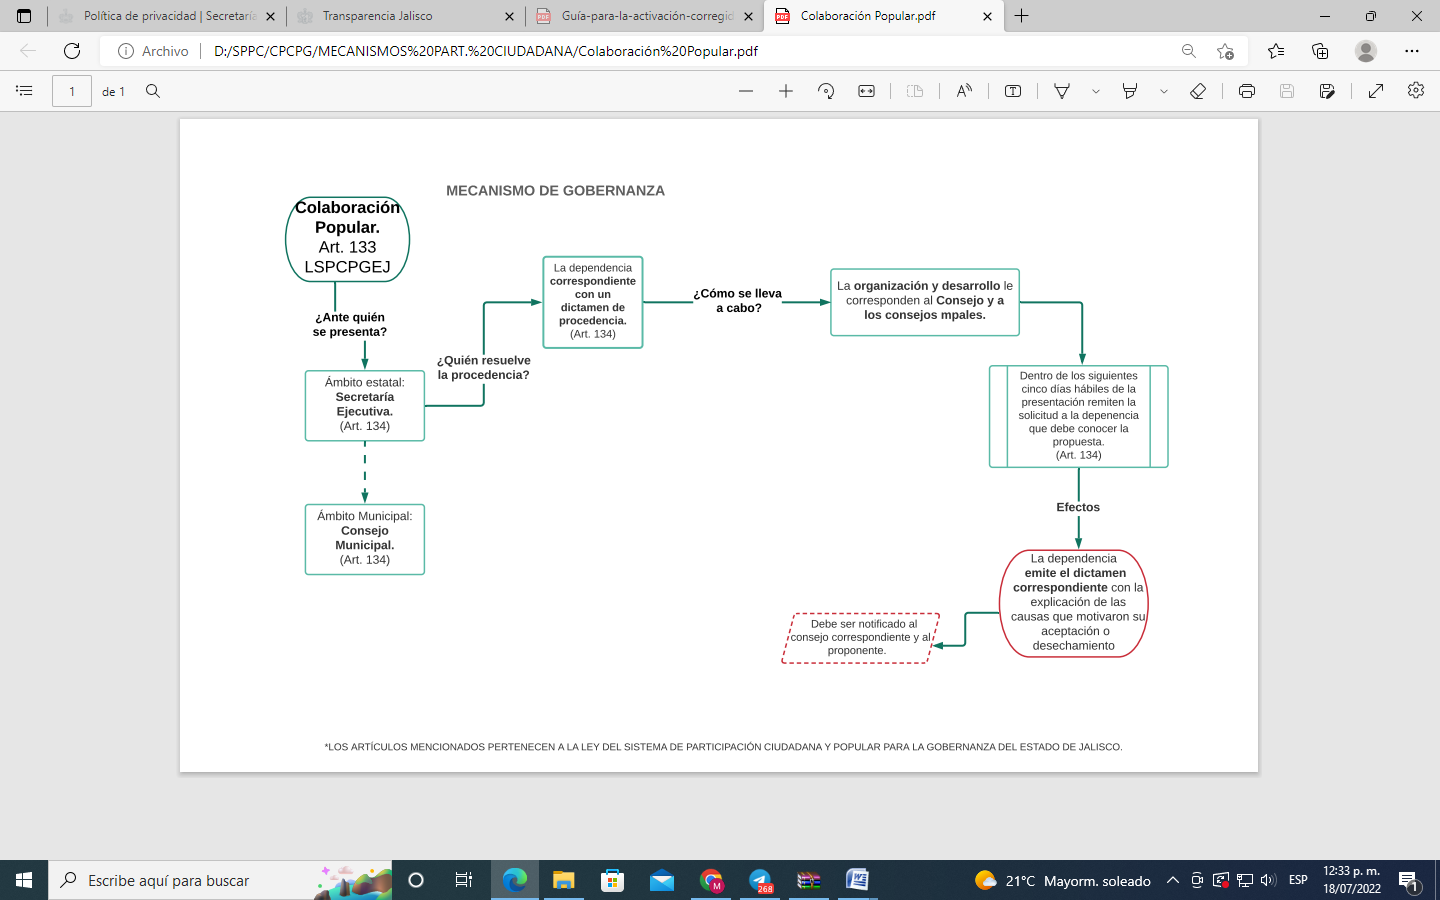 Política de privacidad | Secretaría
Transparencia Jalisco
Guía-para-la-activación-corregid
Colaboración Popular.pdf
Archivo
D:/SPPC/CPCPG/MECANISMOS%20PART.%20CIUDADANA/Colaboración%20Popular.pdf
1
de 1
MECANISMO DE GOBERNANZA
Colaboración
Popular.
Art. 133
LSPCPGEJ
¿Ante quién
se presenta?
Ámbito estatal:
Secretaría
Ejecutiva.
(Art. 134)
Ámbito Municipal:
Consejo
Municipal.
(Art. 134)
¿Quién resuelve
la procedencia?
La dependencia
correspondiente
con un
dictamen de
procedencia.
(Art. 134)
¿Cómo se lleva
a cabo?
La organización y desarrollo le
corresponden al Consejo y a
los consejos mpales.
Dentro de los siguientes
cinco días hábiles de la
presentación remiten la
solicitud a la depenencia
que debe conocer la
propuesta.
(Art. 134)
Efectos
La dependencia
emite el dictamen
correspondiente con la
explicación de las
causas que motivaron su
aceptación o
desechamiento
Debe ser notificado al
consejo correspondiente y al
proponente.
*LOS ARTÍCULOS MENCIONADOS PERTENECEN A LA LEY DEL SISTEMA DE PARTICIPACIÓN CIUDADANA Y POPULAR PARA LA GOBERNANZA DEL ESTADO DE JALISCO.
Escribe aquí para buscar
M
268
21°C Mayorm. soleado
ESP
12:33 p. m.
18/07/2022
1